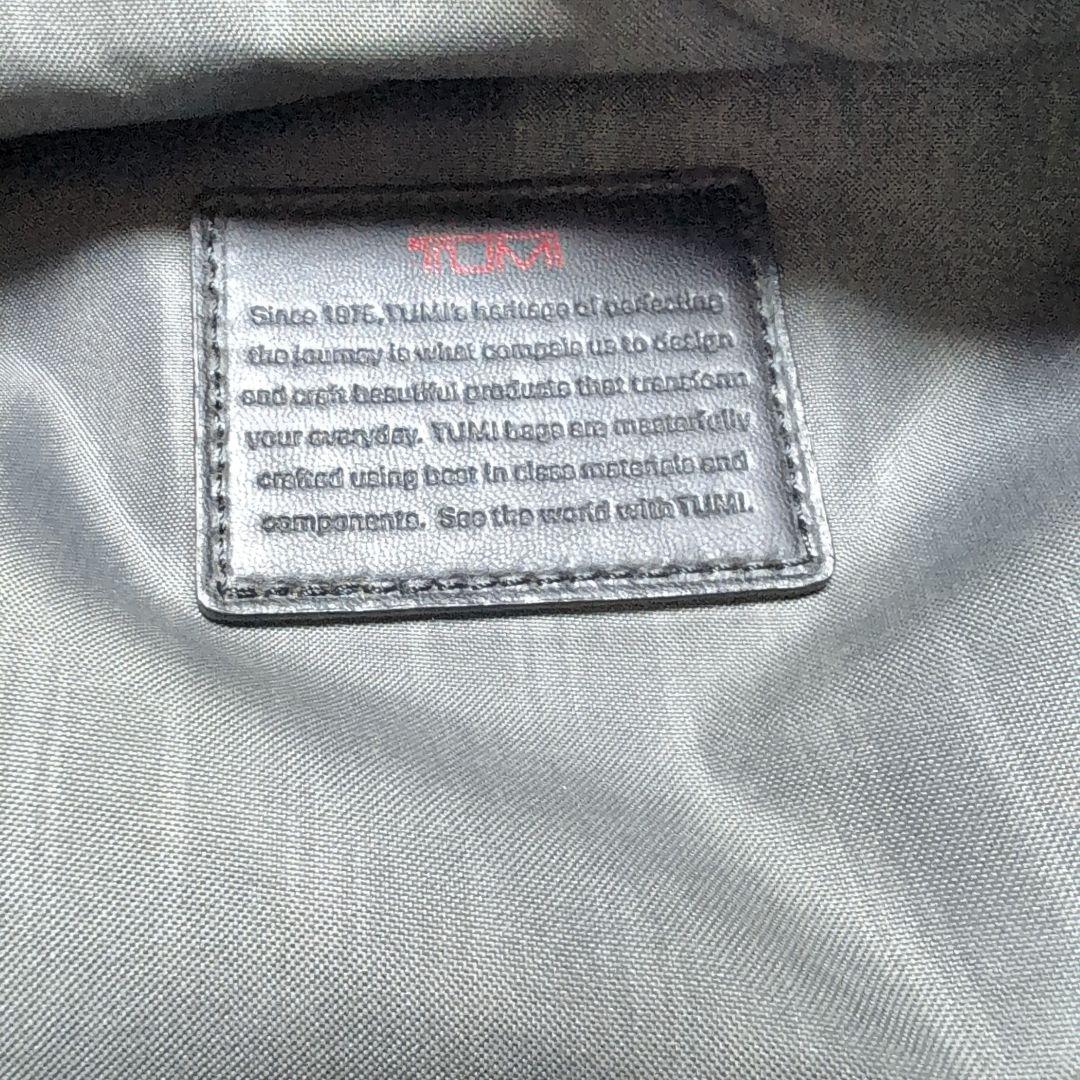 TUMI
Since 1975, TUMI's heritage of perfecting
the journey is what compels us to design
and craft beautiful products that transform
your everyday. TUMI bags are masterfully
crafted using best in class materials and
components. See the world with TUMI.